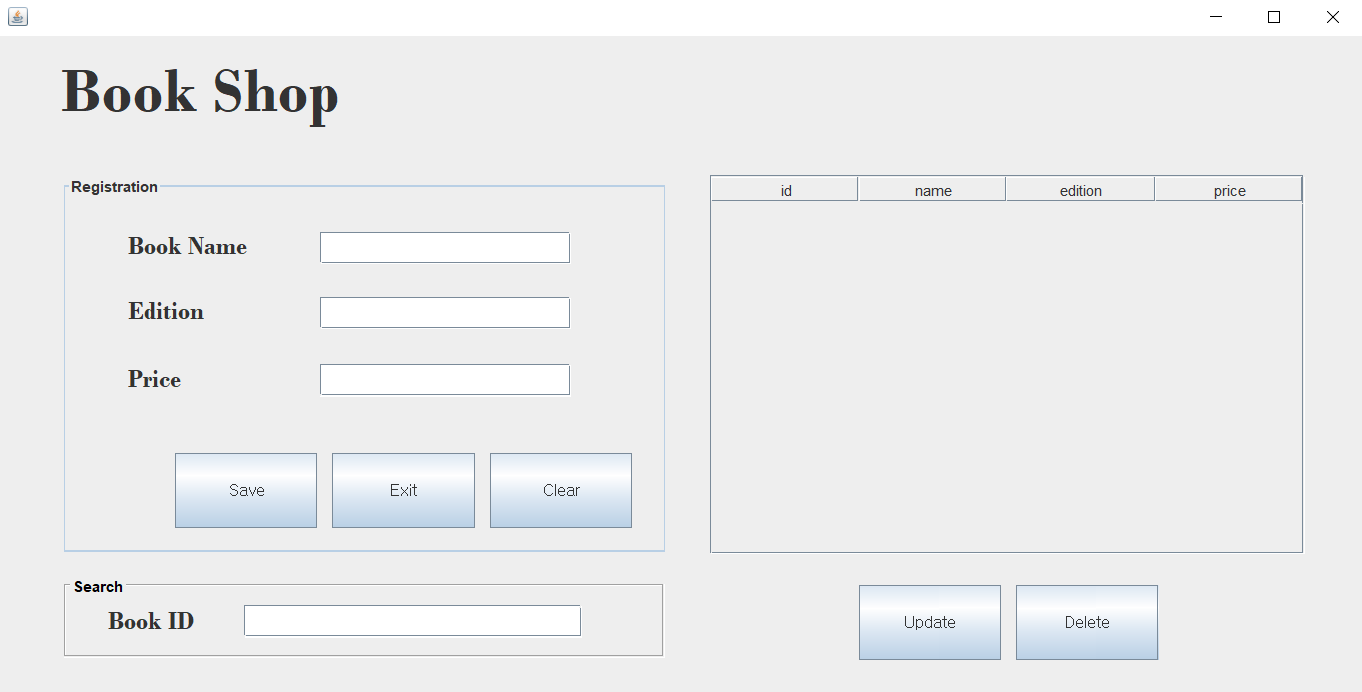 Book Shop
Registration
Book Name
Edition
Price
Save Exit Clear
id name edition price
Search
Book ID
Update Delete